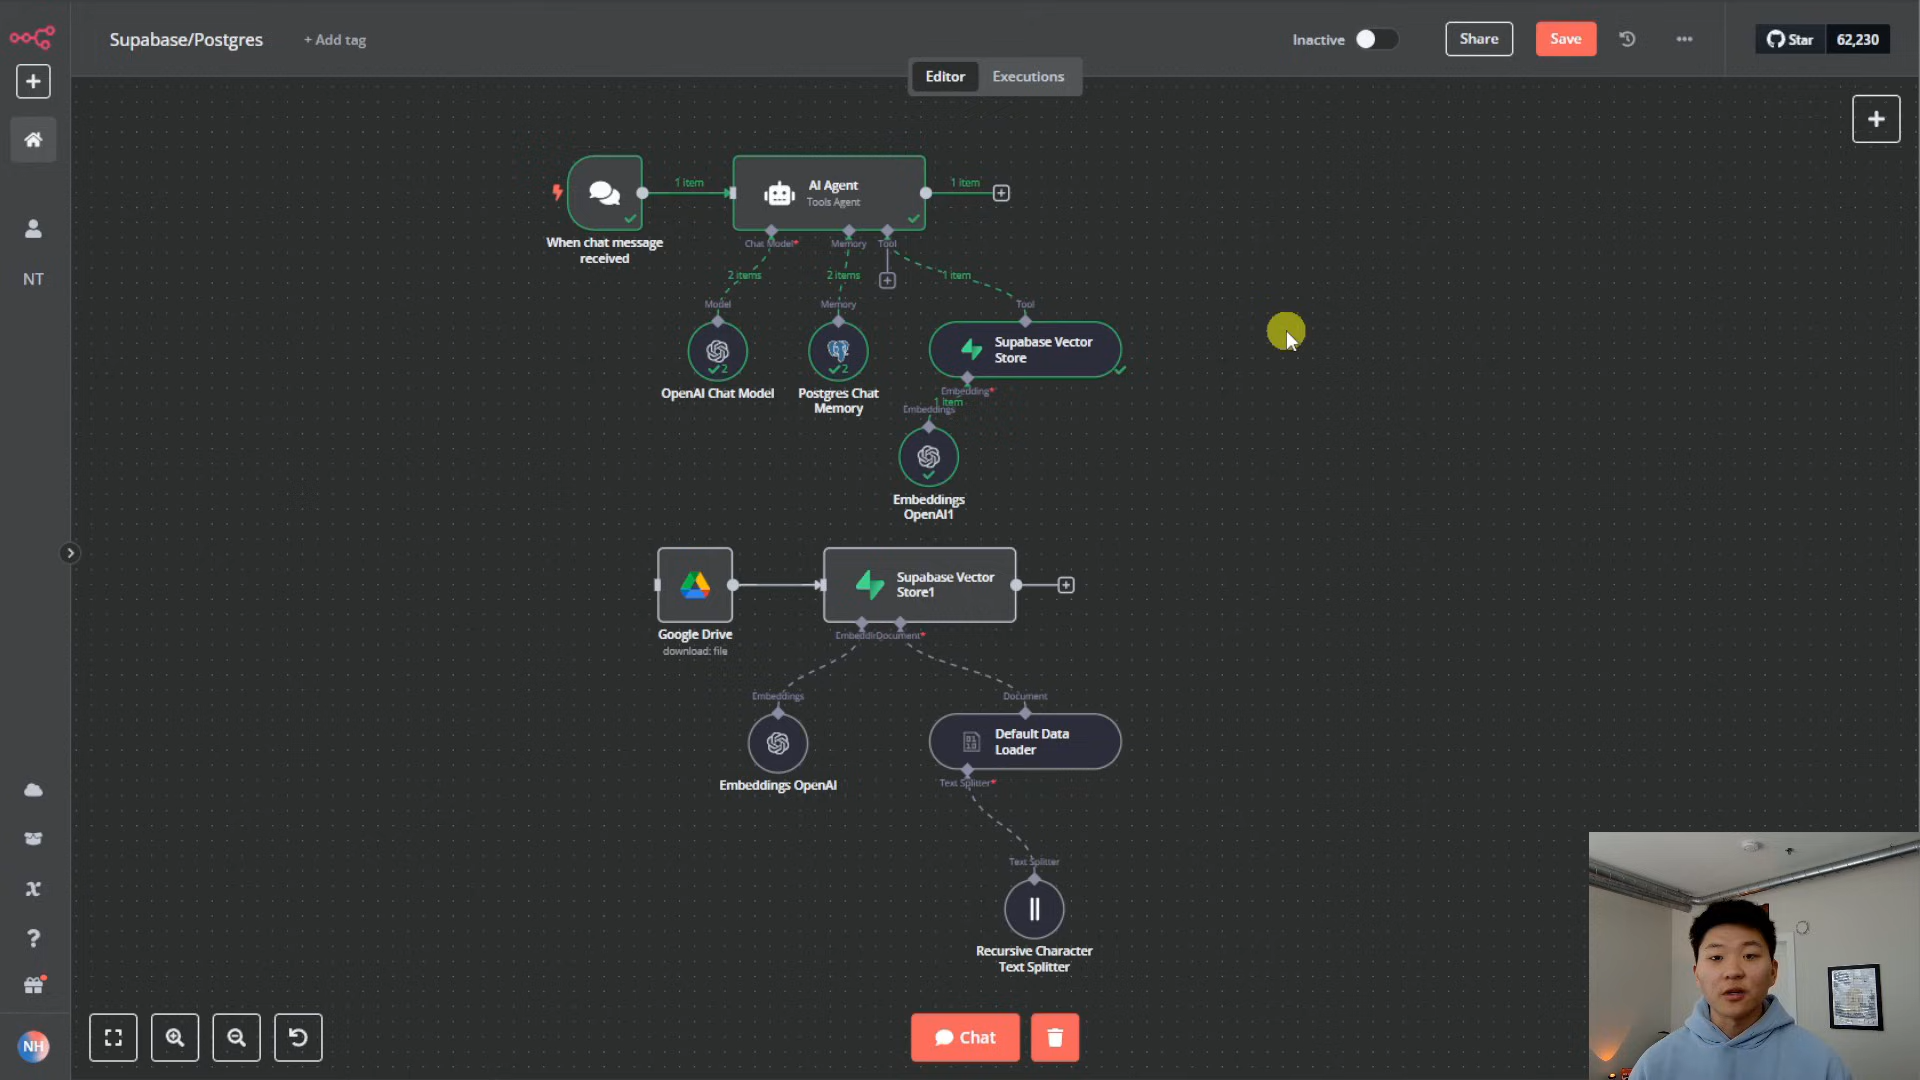 Supabase/Postgres
+ Add tag
Inactive
Share
Save
Star
62,230
Editor
Executions
1 item
AI Agent
Tools Agent
1 item
When chat message
received
Chat Model*
Memory
Tool
2 items
2 items
1 item
Model
Memory
Tool
Supabase Vector
Store
2
2
OpenAI Chat Model
Postgres Chat
Memory
Embedding*
1 item
Embeddings
Embeddings
OpenAI1
NT
Supabase Vector
Store1
Google Drive
download: file
Document*
Embeddings
Document
Default Data
Loader
Embeddings OpenAI
Text Splitter*
Text Splitter
Recursive Character
Text Splitter
Chat
NH